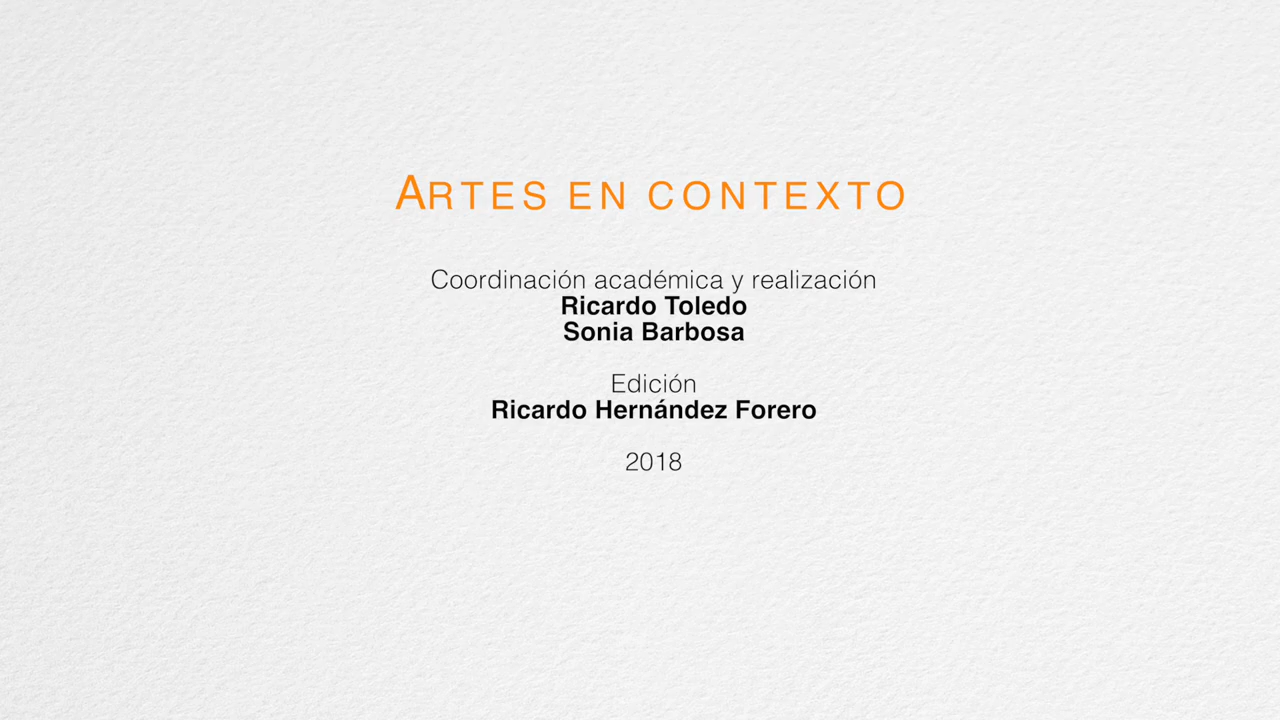 ARTES EN CONTEXTO
Coordinación académica y realización
Ricardo Toledo
Sonia Barbosa
Edición
Ricardo Hernández Forero
2018